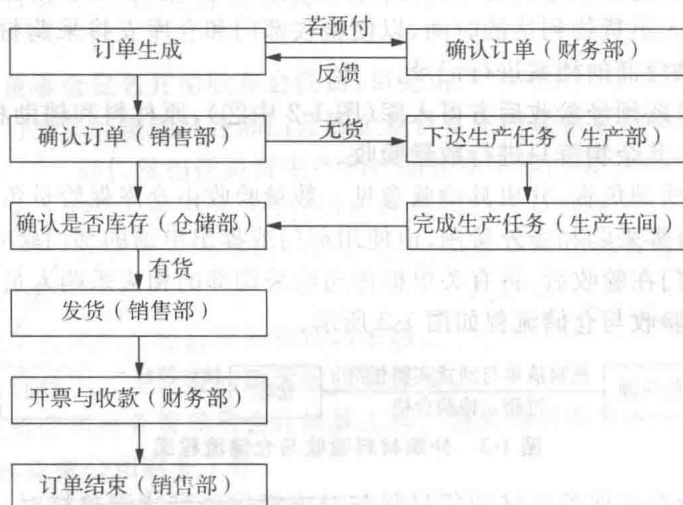 若预付
订单生成
确认订单（财务部）
反馈
确认订单（销售部）
无货
下达生产任务（生产部）
确认是否库存（仓储部）
完成生产任务（生产车间）
有货
发货（销售部）
开票与收款（财务部）
订单结束（销售部）